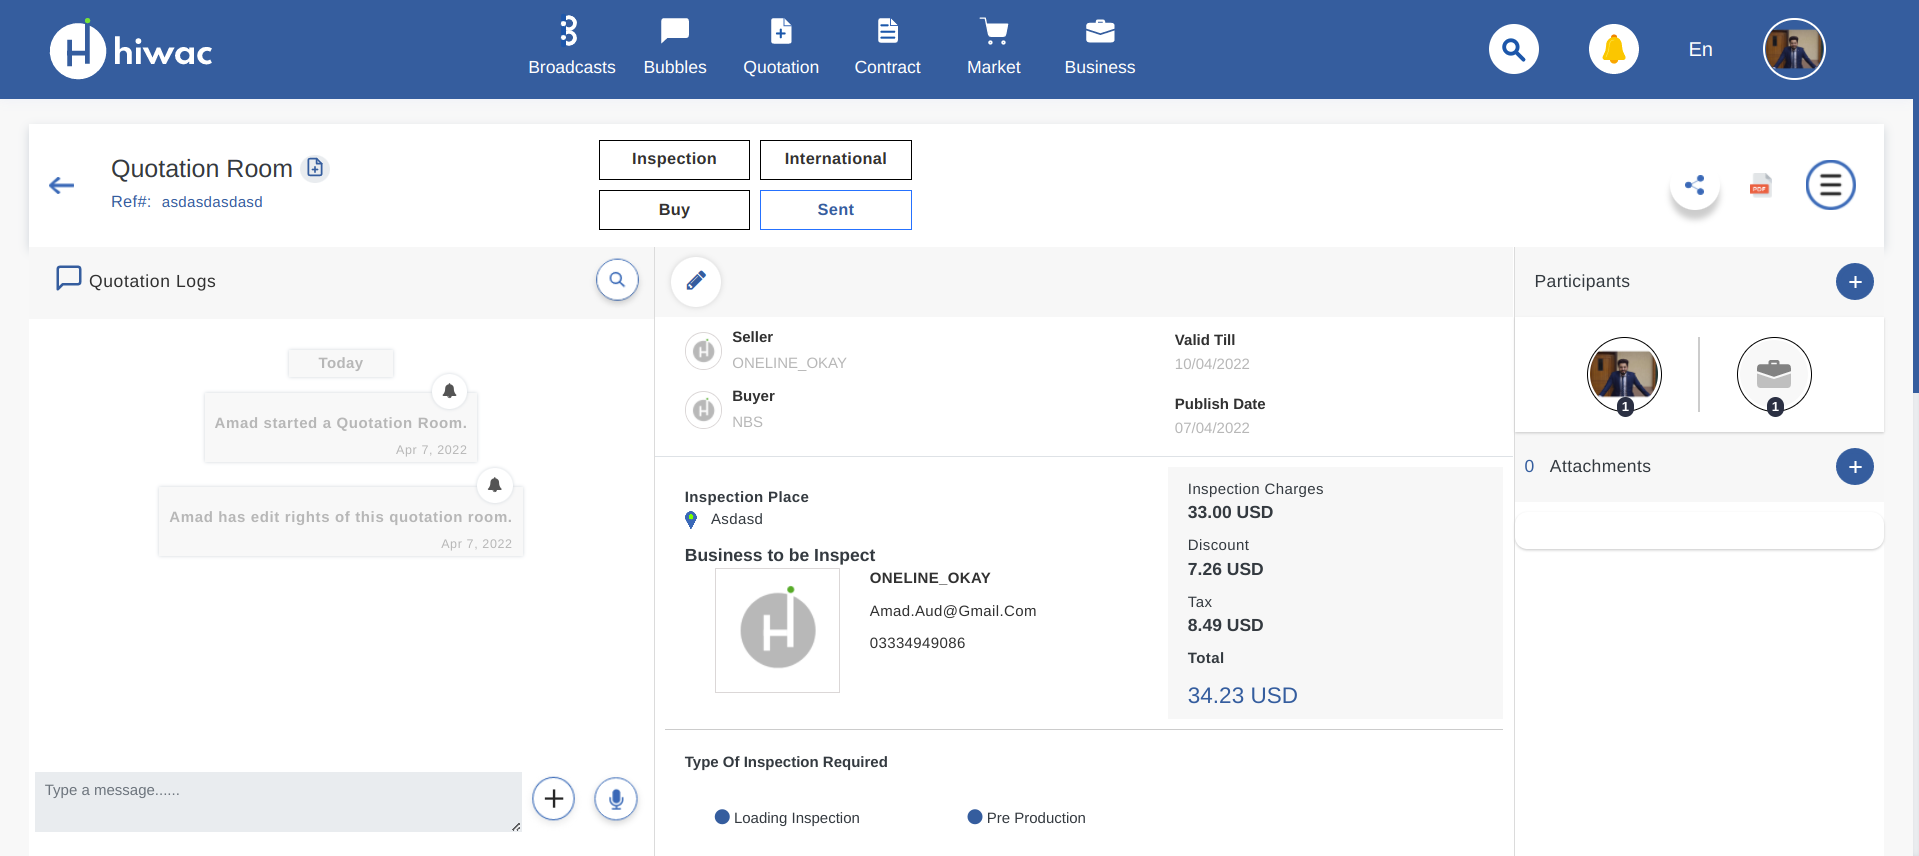 hiwac
Broadcasts
Bubbles
Quotation
Contract
Market
Business
En
Quotation Room
Ref#: asdasdasdasd
Inspection
International
Buy
Sent
PDF
Quotation Logs
Today
Amad started a Quotation Room.
Apr 7, 2022
Amad has edit rights of this quotation room.
Apr 7, 2022
Type a message......
Seller
ONELINE_OKAY
Buyer
NBS
Valid Till
10/04/2022
Publish Date
07/04/2022
Inspection Place
Asdasd
Business to be Inspect
ONELINE_OKAY
Amad.Aud@Gmail.Com
03334949086
Inspection Charges
33.00 USD
Discount
7.26 USD
Tax
8.49 USD
Total
34.23 USD
Type Of Inspection Required
Loading Inspection
Pre Production
Participants
1
1
0 Attachments